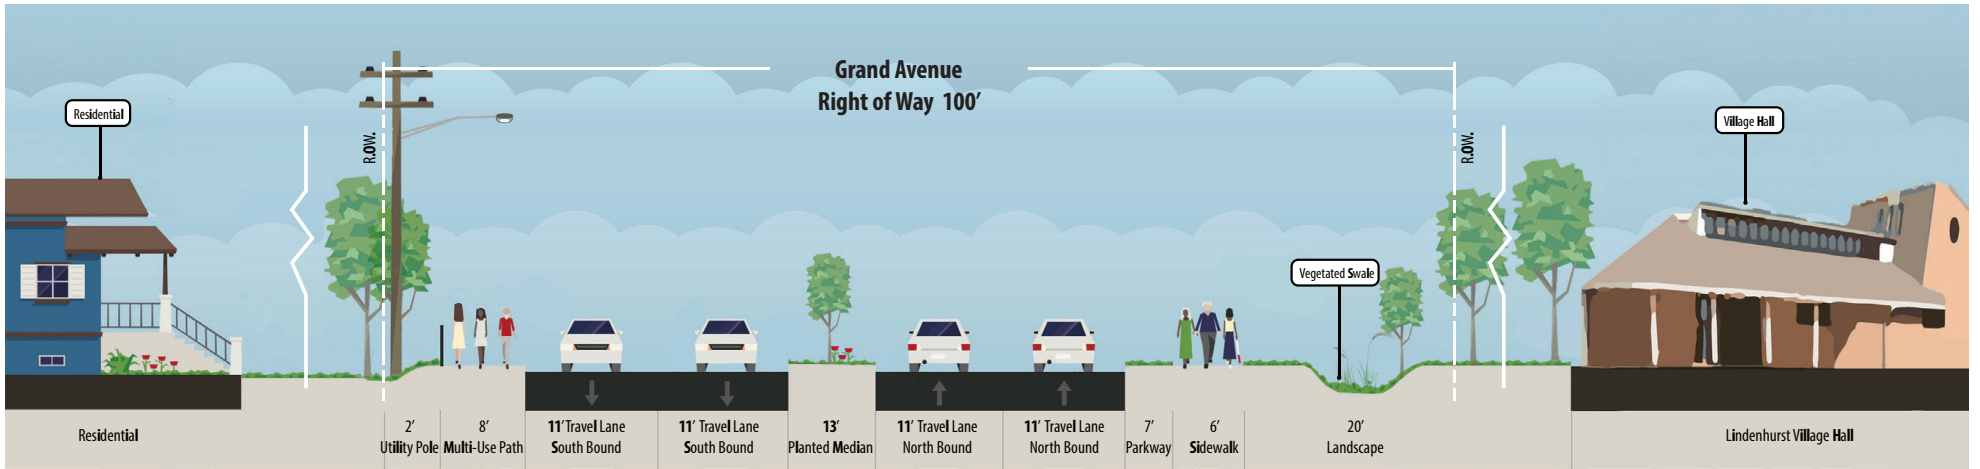 Grand Avenue
Right of Way 100'
Residential
R.OW.
R.OW.
Village Hall
Vegetated Swale
Residential
2'
Utility Pole
8'
Multi-Use Path
11' Travel Lane
South Bound
11' Travel Lane
South Bound
13'
Planted Median
11' Travel Lane
North Bound
11' Travel Lane
North Bound
7'
Parkway
6'
Sidewalk
20'
Landscape
Lindenhurst Village Hall